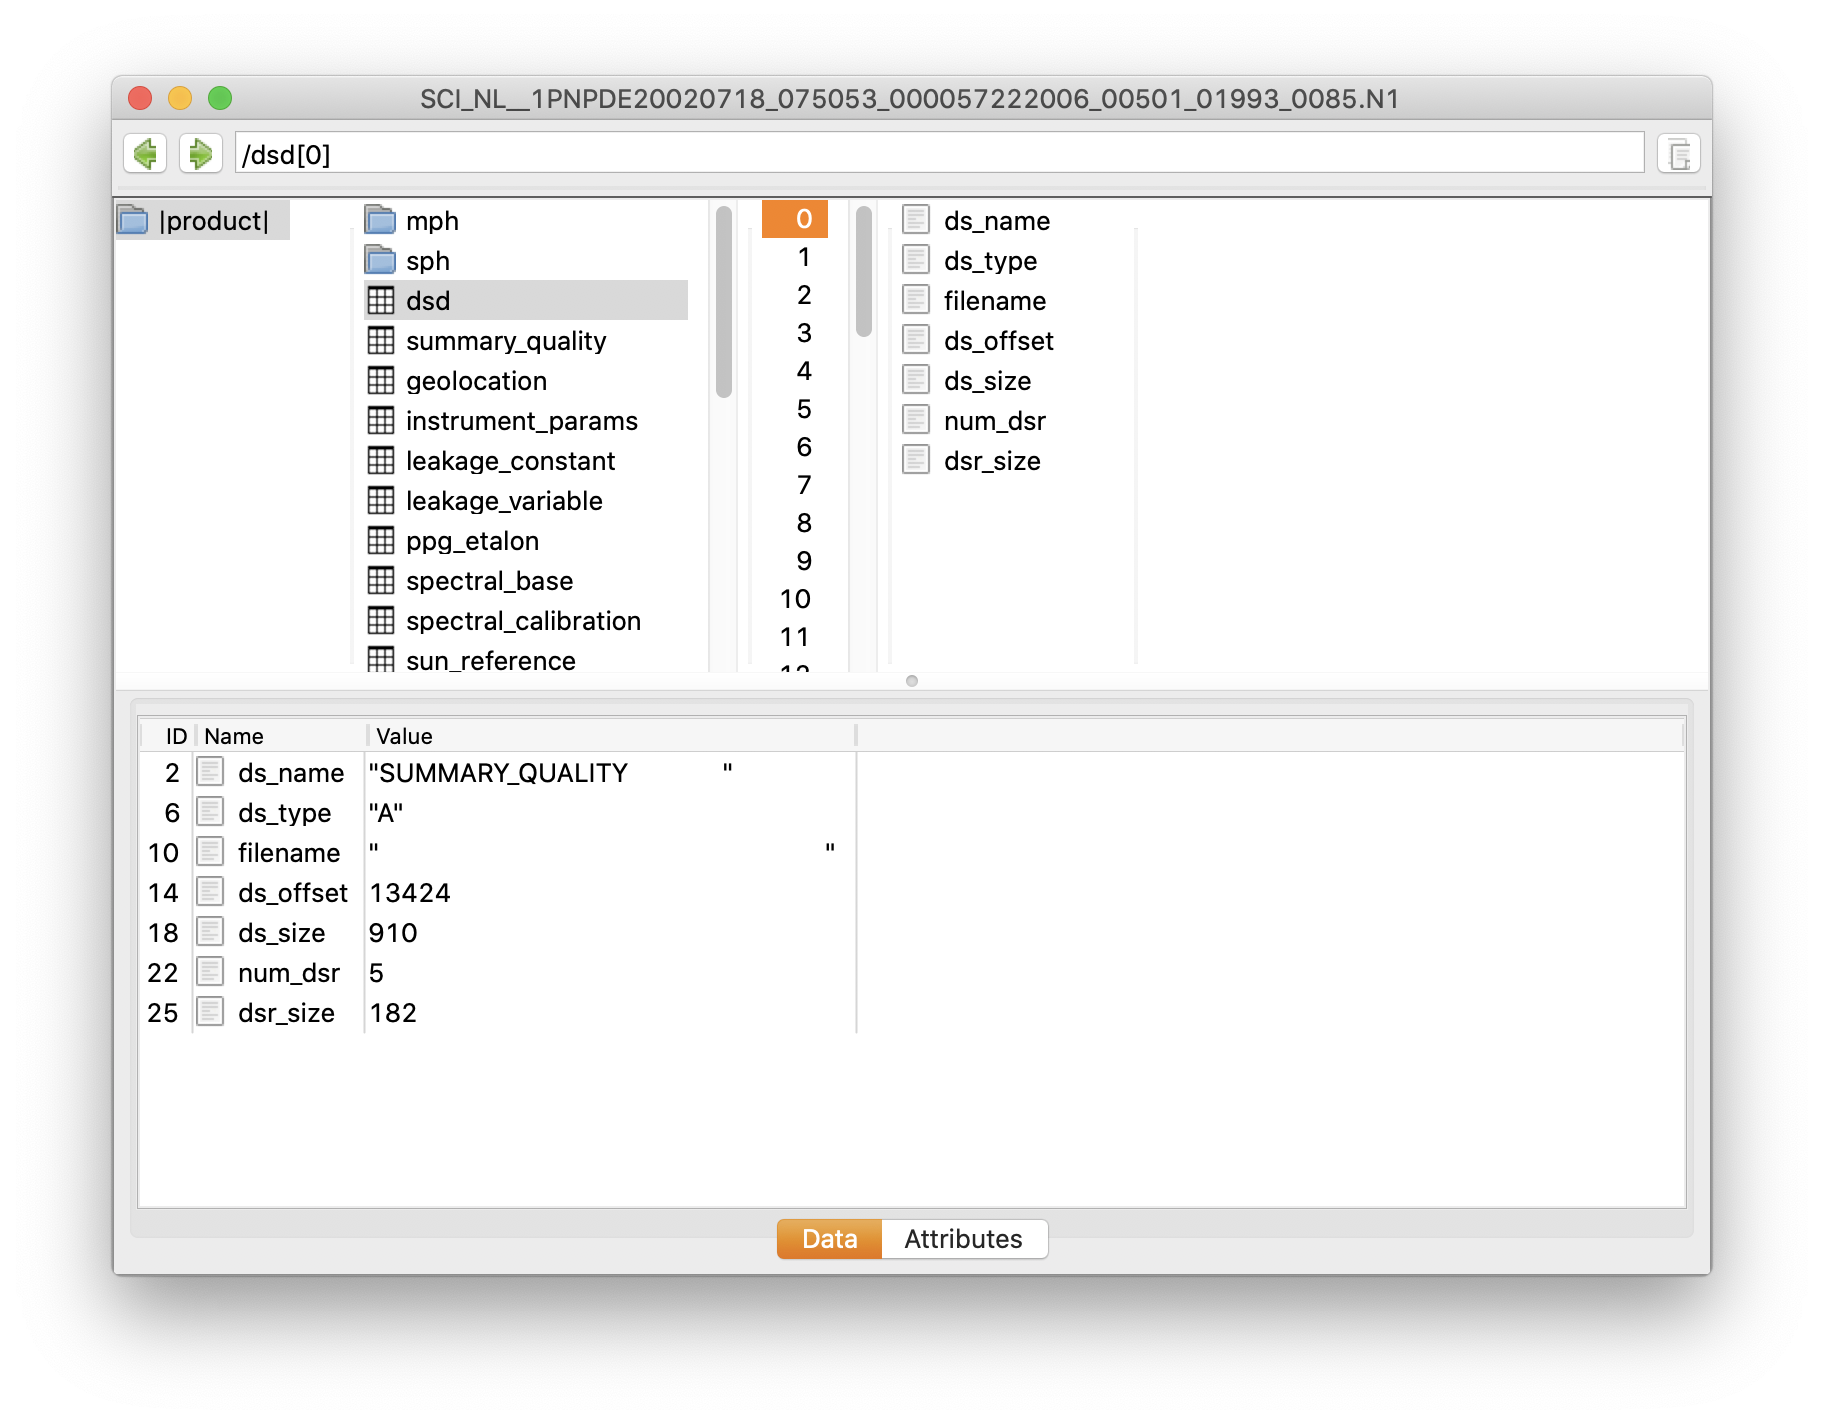 SCI_NL__1PNPDE20020718_075053_000057222006_00501_01993_0085.N1
/dsd[0]
|product|
mph
sph
dsd
summary_quality
geolocation
instrument_params
leakage_constant
leakage_variable
ppg_etalon
spectral_base
spectral_calibration
sun_reference
0
1
2
3
4
5
6
7
8
9
10
11
ds_name
ds_type
filename
ds_offset
ds_size
num_dsr
dsr_size
ID Name Value
2 ds_name "SUMMARY_QUALITY             "
6 ds_type "A"
10 filename "                                                              "
14 ds_offset 13424
18 ds_size 910
22 num_dsr 5
25 dsr_size 182
Data Attributes